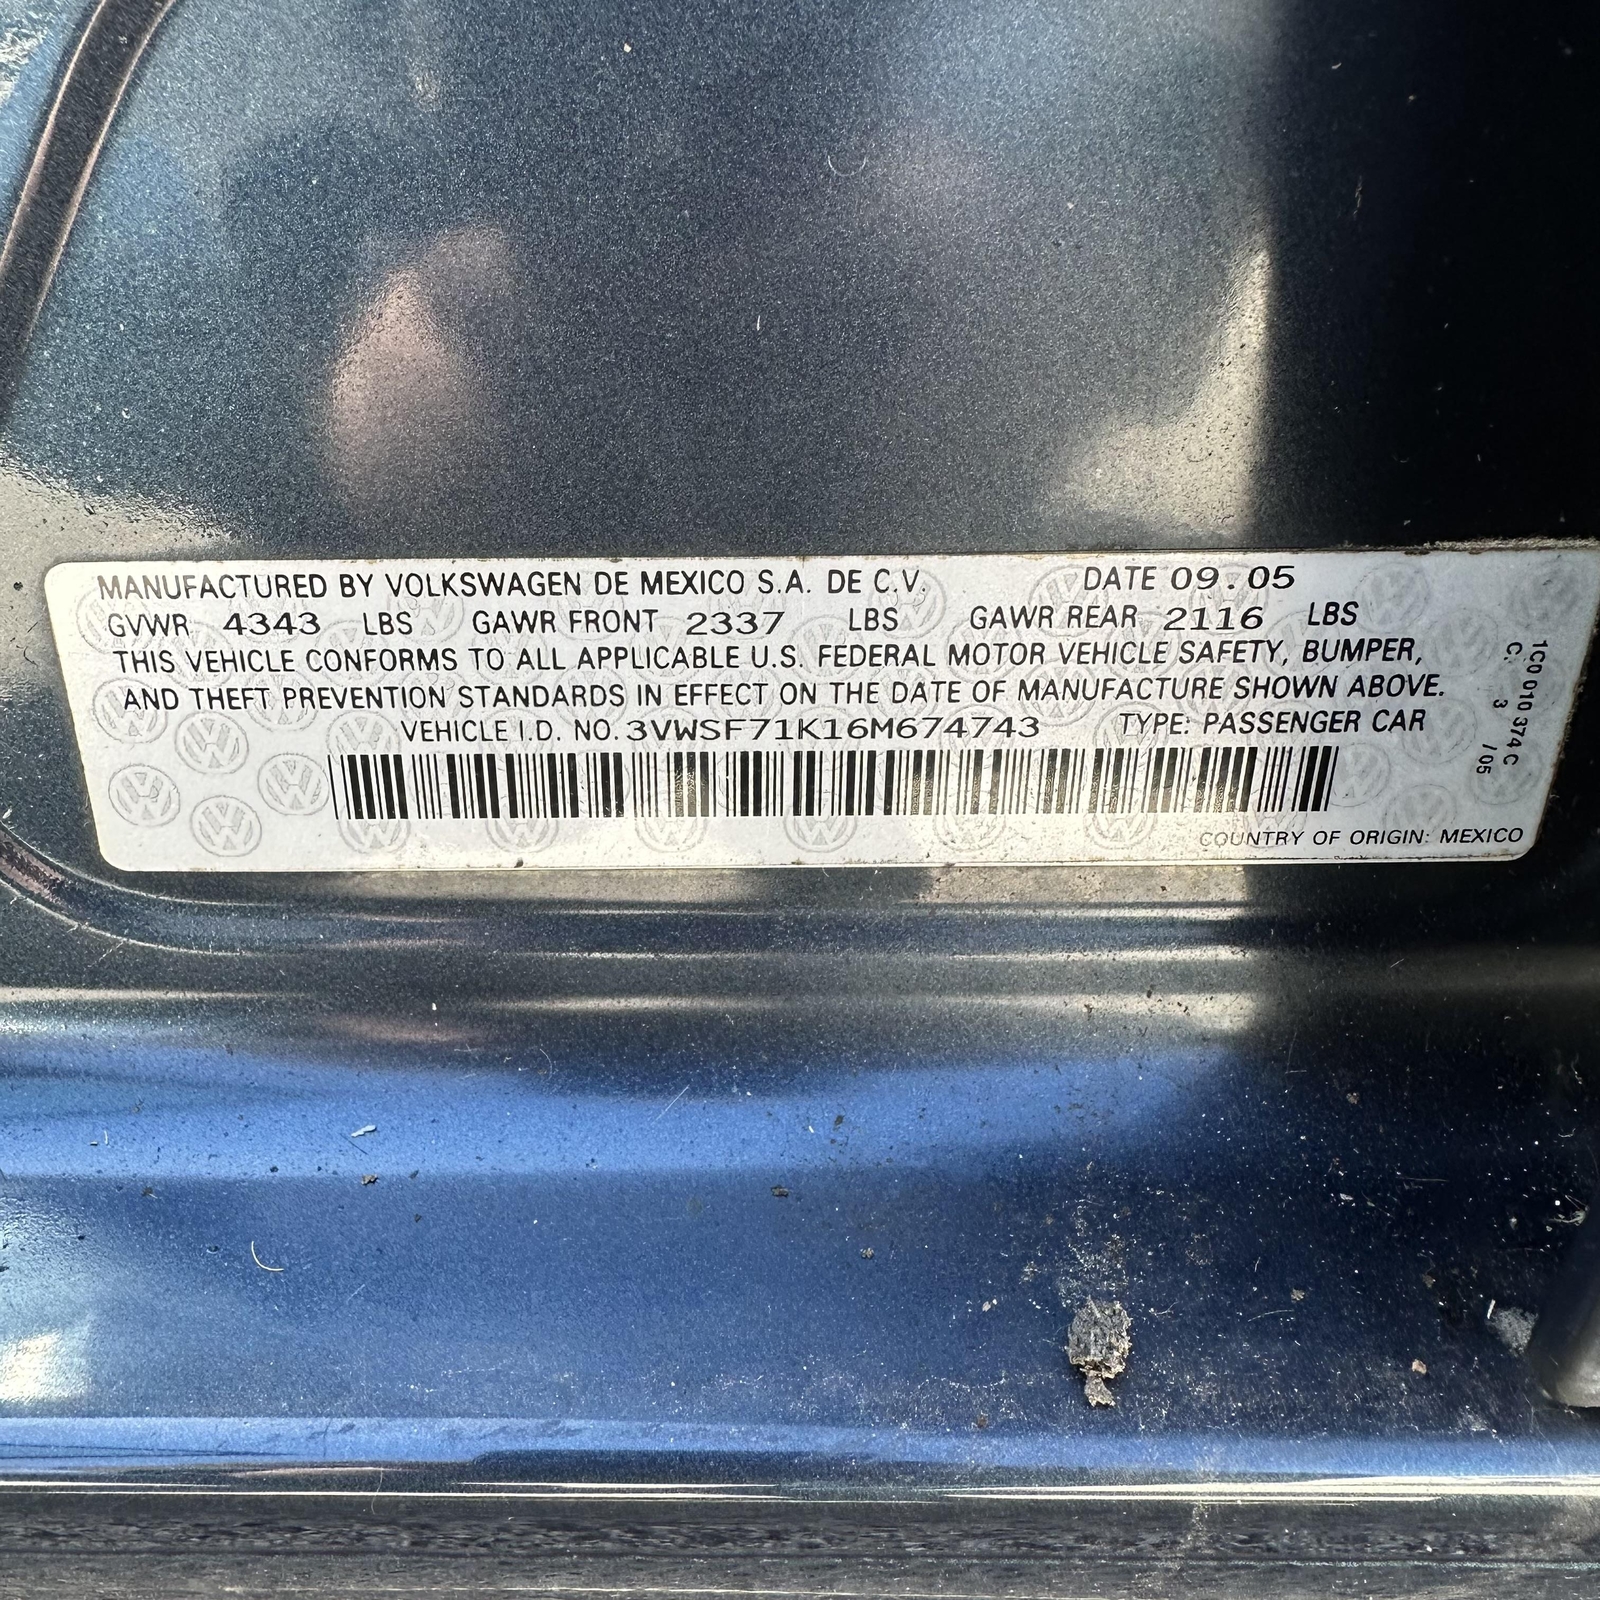 MANUFACTURED BY VOLKSWAGEN DE MEXICO S.A. DE C.V. DATE 09.05
GVWR 4343 LBS GAWR FRONT 2337 LBS GAWR REAR 2116 LBS
THIS VEHICLE CONFORMS TO ALL APPLICABLE U.S. FEDERAL MOTOR VEHICLE SAFETY, BUMPER,
AND THEFT PREVENTION STANDARDS IN EFFECT ON THE DATE OF MANUFACTURE SHOWN ABOVE.
VEHICLE I.D. NO. 3VWSF71K16M674743 TYPE: PASSENGER CAR
COUNTRY OF ORIGIN: MEXICO
1C0 010 374 C
C. 3 /05